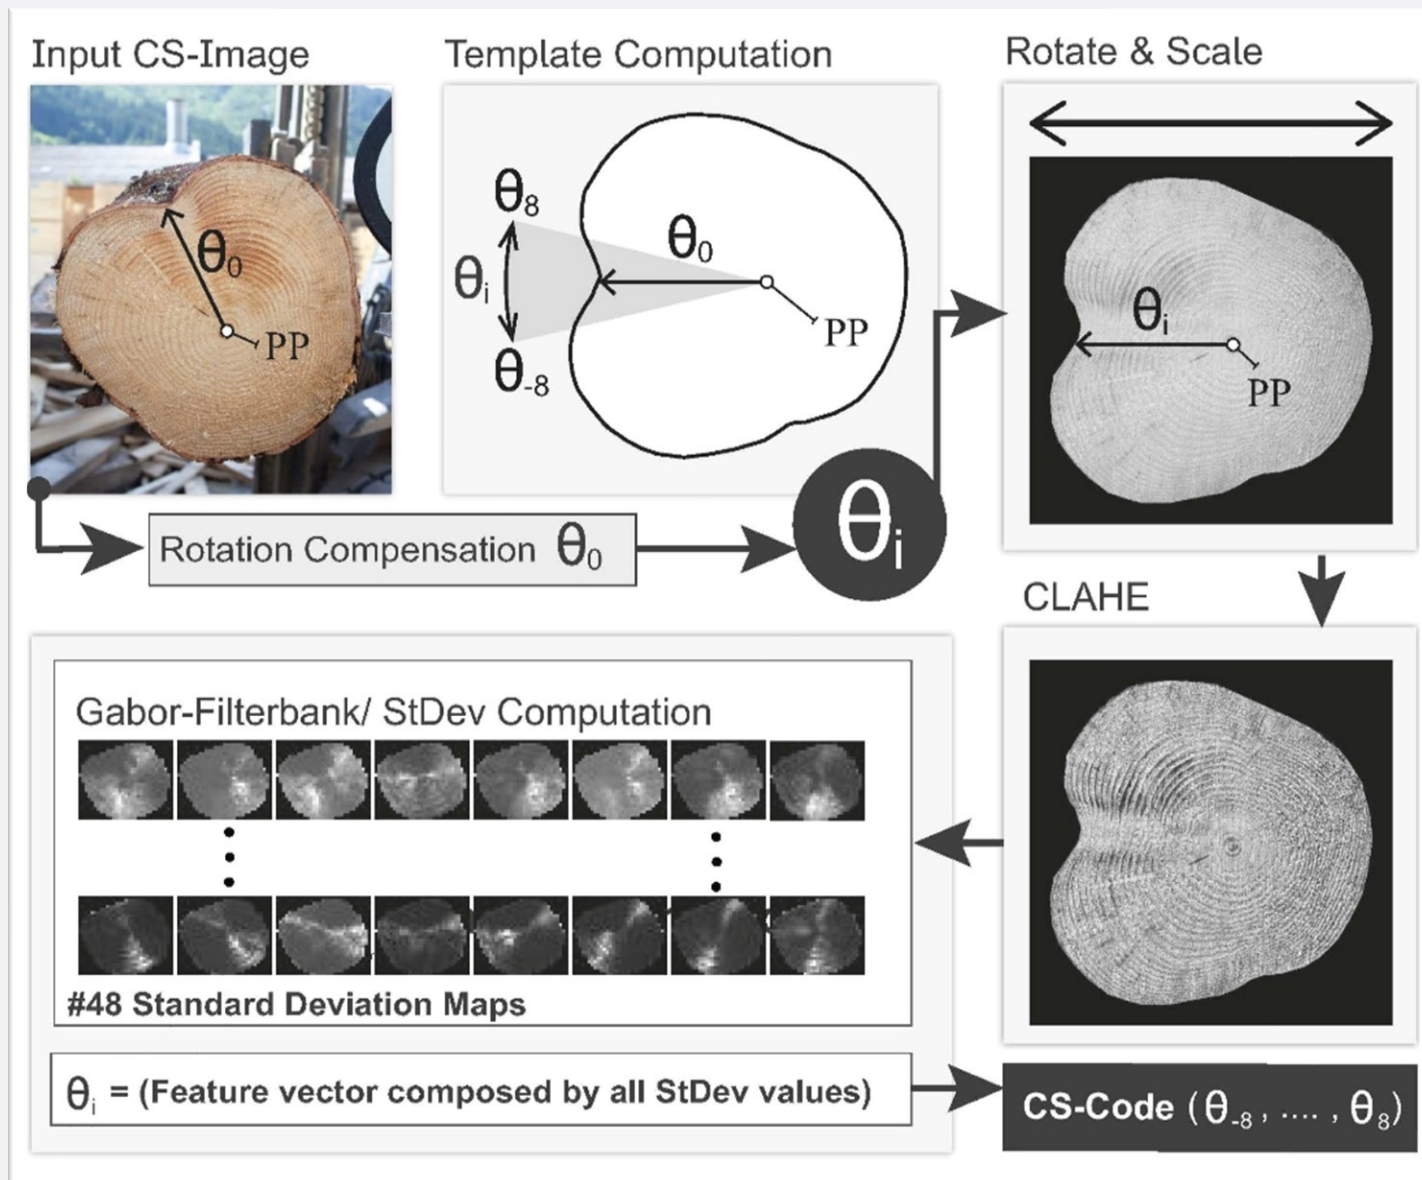 Input CS-Image
θ0
PP
Template Computation
θ8
θi
θ-8
θ0
PP
Rotate & Scale
θi
PP
Rotation Compensation θ0
θi
CLAHE
Gabor-Filterbank/ StDev Computation
#48 Standard Deviation Maps
θi = (Feature vector composed by all StDev values)
CS-Code (θ-8, .... , θ8)